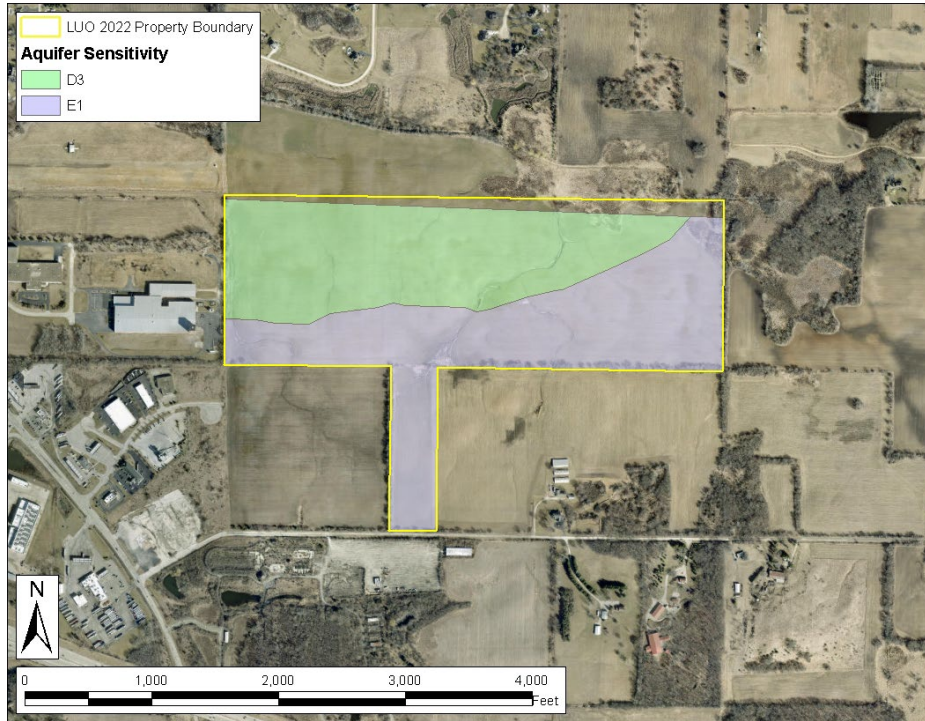 LUO 2022 Property Boundary
Aquifer Sensitivity
D3
E1
N
0 1,000 2,000 3,000 4,000
Feet